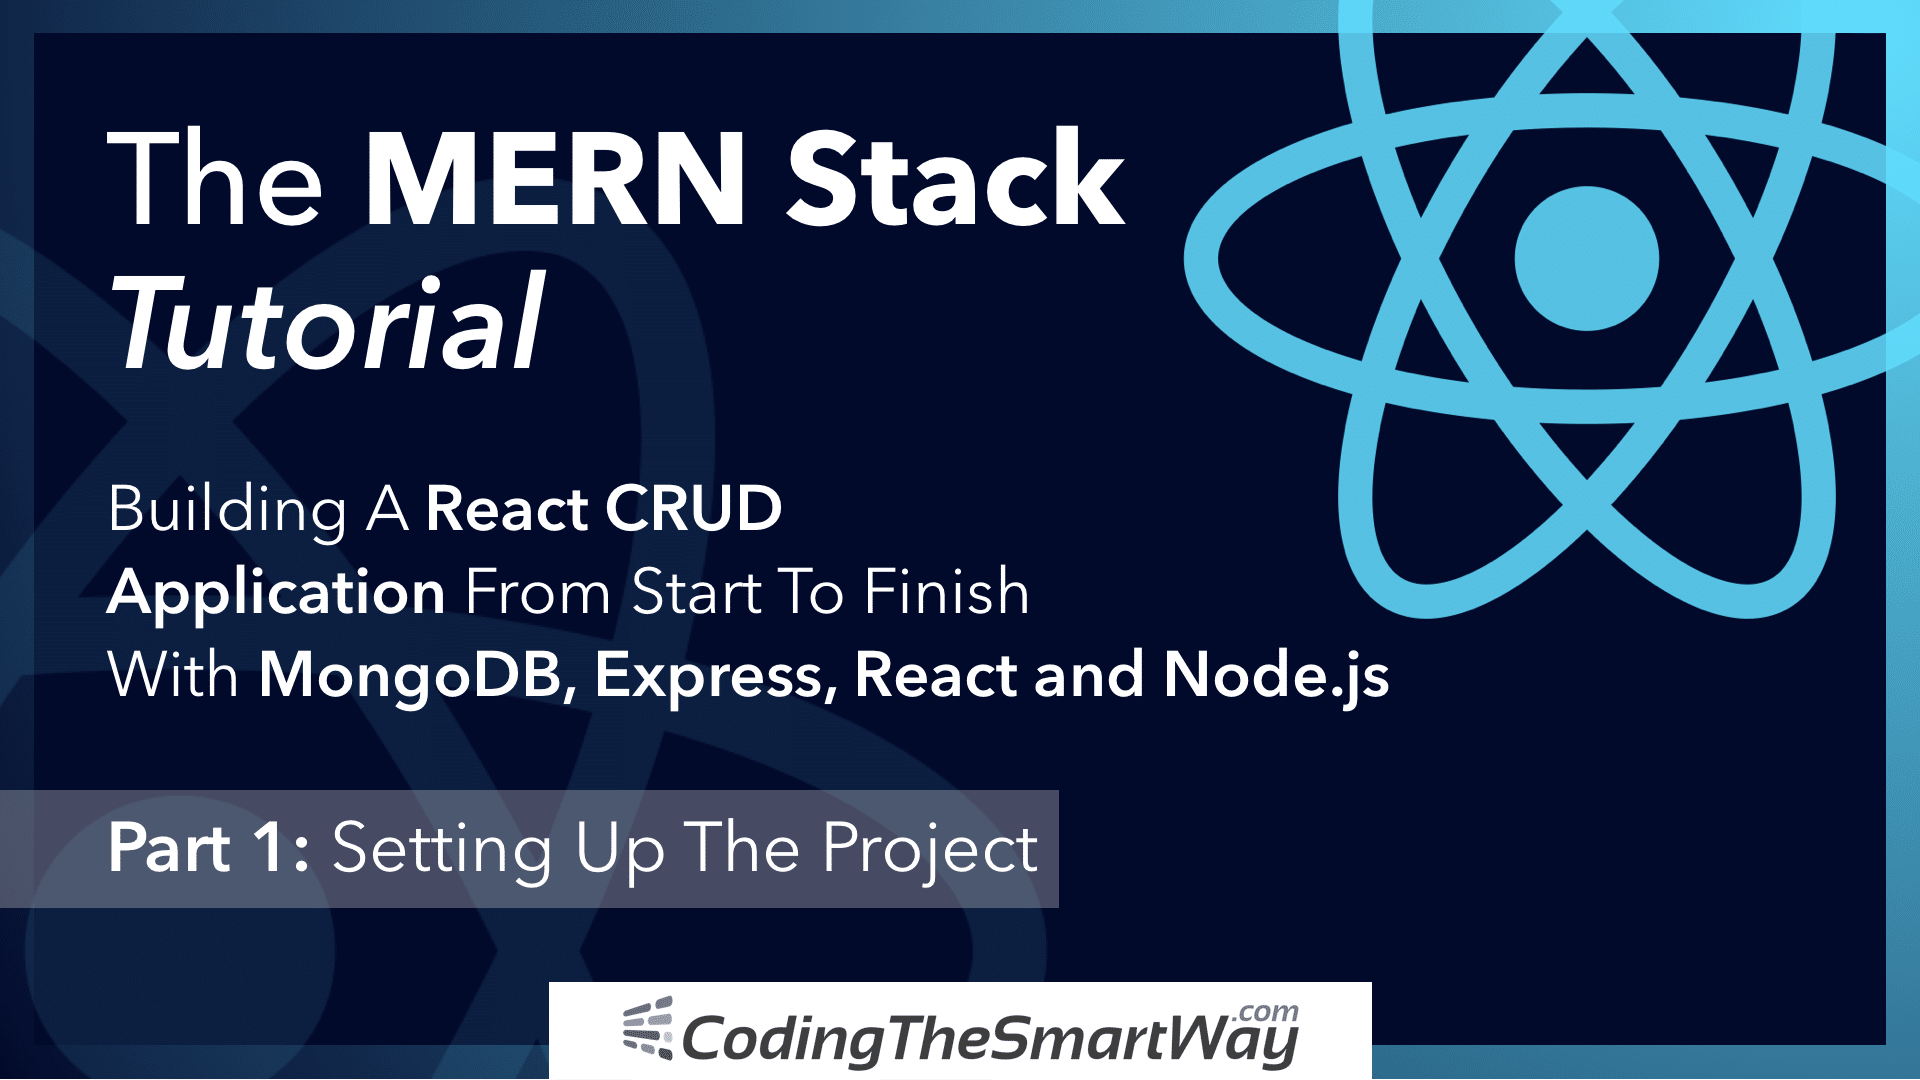 The MERN Stack
Tutorial
Building A React CRUD
Application From Start To Finish
With MongoDB, Express, React and Node.js
Part 1: Setting Up The Project
CodingTheSmartWay.com